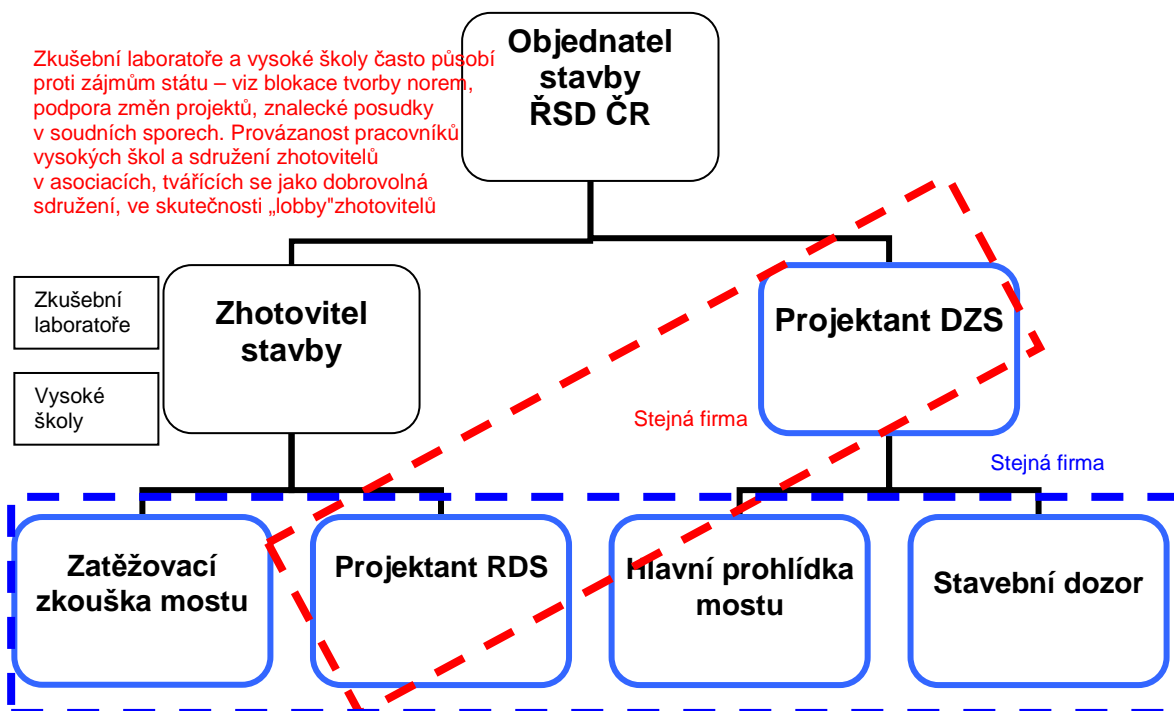 Zkušební laboratoře a vysoké školy často působí
proti zájmům státu – viz blokace tvorby norem,
podpora změn projektů, znalecké posudky
v soudních sporech. Provázanost pracovníků
vysokých škol a sdružení zhotovitelů
v asociacích, tvářících se jako dobrovolná
sdružení, ve skutečnosti „lobby"zhotovitelů
Objednatel
stavby
ŘSD ČR
Zkušební
laboratoře
Vysoké
školy
Zhotovitel
stavby
Projektant DZS
Stejná firma
Stejná firma
Zatěžovací
zkouška mostu
Projektant RDS
Hlavní prohlídka
mostu
Stavební dozor